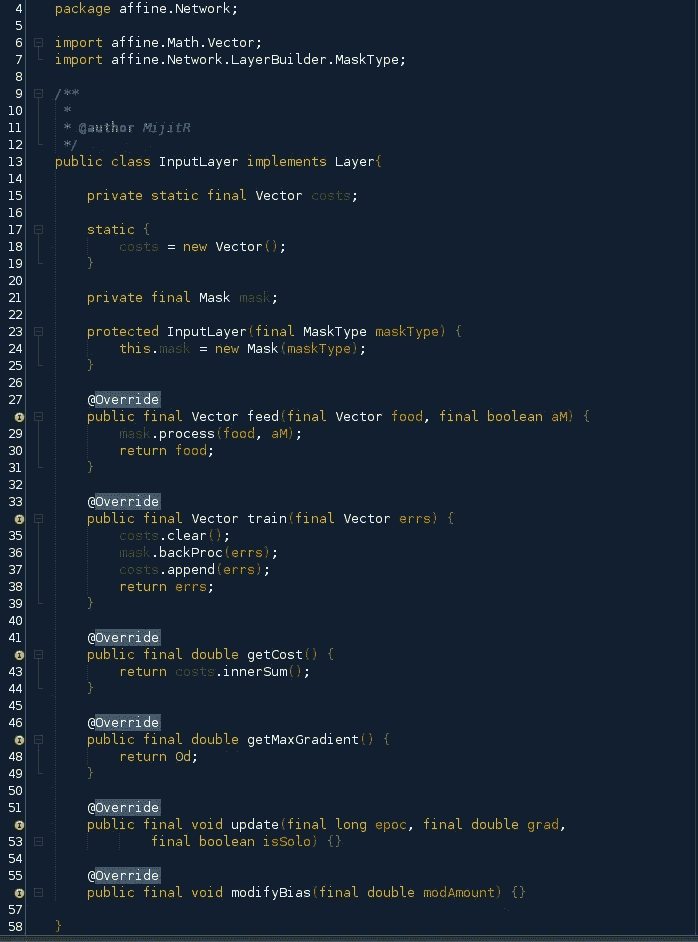 4 package affine.Network;
5
6 import affine.Math.Vector;
7 import affine.Network.LayerBuilder.MaskType;
8
9 /**
10  *
11  * @author MijitR
12  */
13 public class InputLayer implements Layer{
14
15     private static final Vector costs;
16
17     static {
18         costs = new Vector();
19     }
20
21     private final Mask mask;
22
23     protected InputLayer(final MaskType maskType) {
24         this.mask = new Mask(maskType);
25     }
26
27     @Override
    public final Vector feed(final Vector food, final boolean aM) {
29         mask.process(food, aM);
30         return food;
31     }
32
33     @Override
    public final Vector train(final Vector errs) {
35         costs.clear();
36         mask.backProc(errs);
37         costs.append(errs);
38         return errs;
39     }
40
41     @Override
    public final double getCost() {
43         return costs.innerSum();
44     }
45
46     @Override
    public final double getMaxGradient() {
48         return 0d;
49     }
50
51     @Override
    public final void update(final long epoc, final double grad,
53             final boolean isSolo) {}
54
55     @Override
    public final void modifyBias(final double modAmount) {}
57
58 }